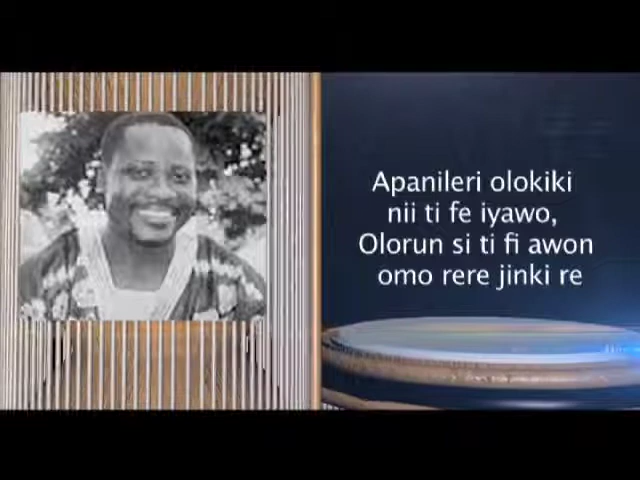 Apanileri olokiki
nii ti fe iyawo,
Olorun si ti fi awon
omo rere jinki re